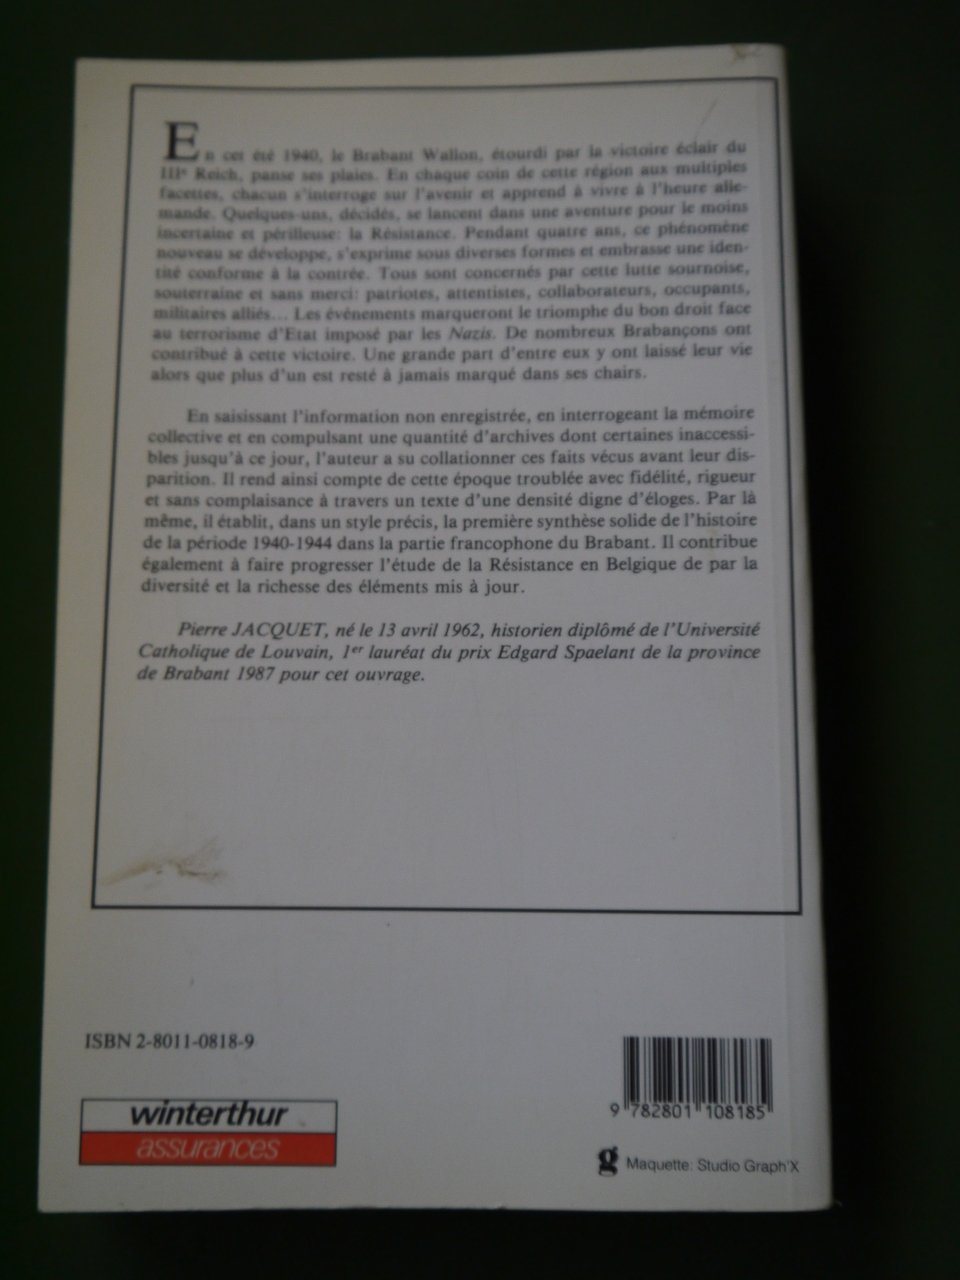 En cet été 1940, le Brabant Wallon, étourdi par la victoire éclair du
IIIe Reich, panse ses plaies. En chaque coin de cette région aux multiples
facettes, chacun s'interroge sur l'avenir et apprend à vivre à l'heure alle-
mande. Quelques-uns, décidés, se lancent dans une aventure pour le moins
incertaine et périlleuse: la Résistance. Pendant quatre ans, ce phénomène
nouveau se développe, s'exprime sous diverses formes et embrasse une iden-
tité conforme à la contrée. Tous sont concernés par cette lutte sournoise,
souterraine et sans merci: patriotes, attentistes, collaborateurs, occupants,
militaires alliés... Les événements marqueront le triomphe du bon droit face
au terrorisme d'Etat imposé par les Nazis. De nombreux Brabançons ont
contribué à cette victoire. Une grande part d'entre eux y ont laissé leur vie
alors que plus d'un est resté à jamais marqué dans ses chairs.
En saisissant l'information non enregistrée, en interrogeant la mémoire
collective et en compulsant une quantité d'archives dont certaines inaccessi-
bles jusqu'à ce jour, l'auteur a su collationner ces faits vécus avant leur dis-
parition. Il rend ainsi compte de cette époque troublée avec fidélité, rigueur
et sans complaisance à travers un texte d'une densité digne d'éloges. Par là
même, il établit, dans un style précis, la première synthèse solide de l'histoire
de la période 1940-1944 dans la partie francophone du Brabant. Il contribue
également à faire progresser l'étude de la Résistance en Belgique de par la
diversité et la richesse des éléments mis à jour.
Pierre JACQUET, né le 13 avril 1962, historien diplômé de l'Université
Catholique de Louvain, 1er lauréat du prix Edgard Spaelant de la province
de Brabant 1987 pour cet ouvrage.
ISBN 2-8011-0818-9
9 782801 108185
winterthur
assurances
g Maquette: Studio Graph'X